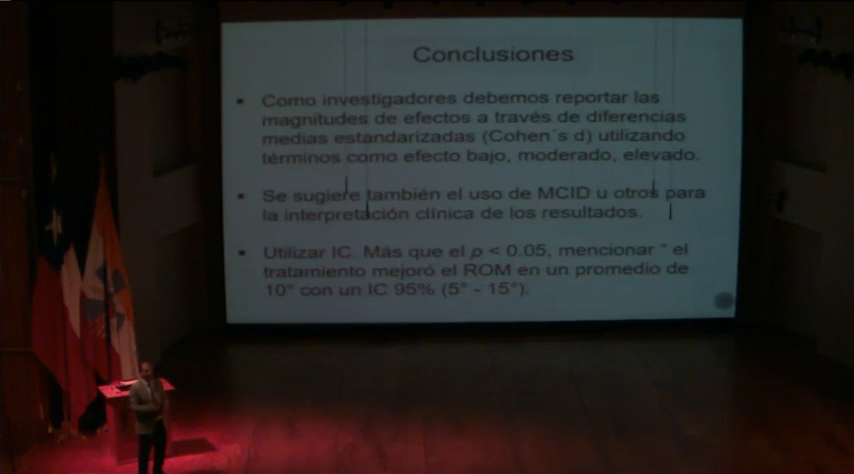 Conclusiones
▪ Como investigadores debemos reportar las
magnitudes de efectos a través de diferencias
medias estandarizadas (Cohen´s d) utilizando
términos como efecto bajo, moderado, elevado.
▪ Se sugiere también el uso de MCID u otros para
la interpretación clínica de los resultados.
▪ Utilizar IC. Más que el p < 0.05, mencionar “ el
tratamiento mejoró el ROM en un promedio de
10° con un IC 95% (5° - 15°).